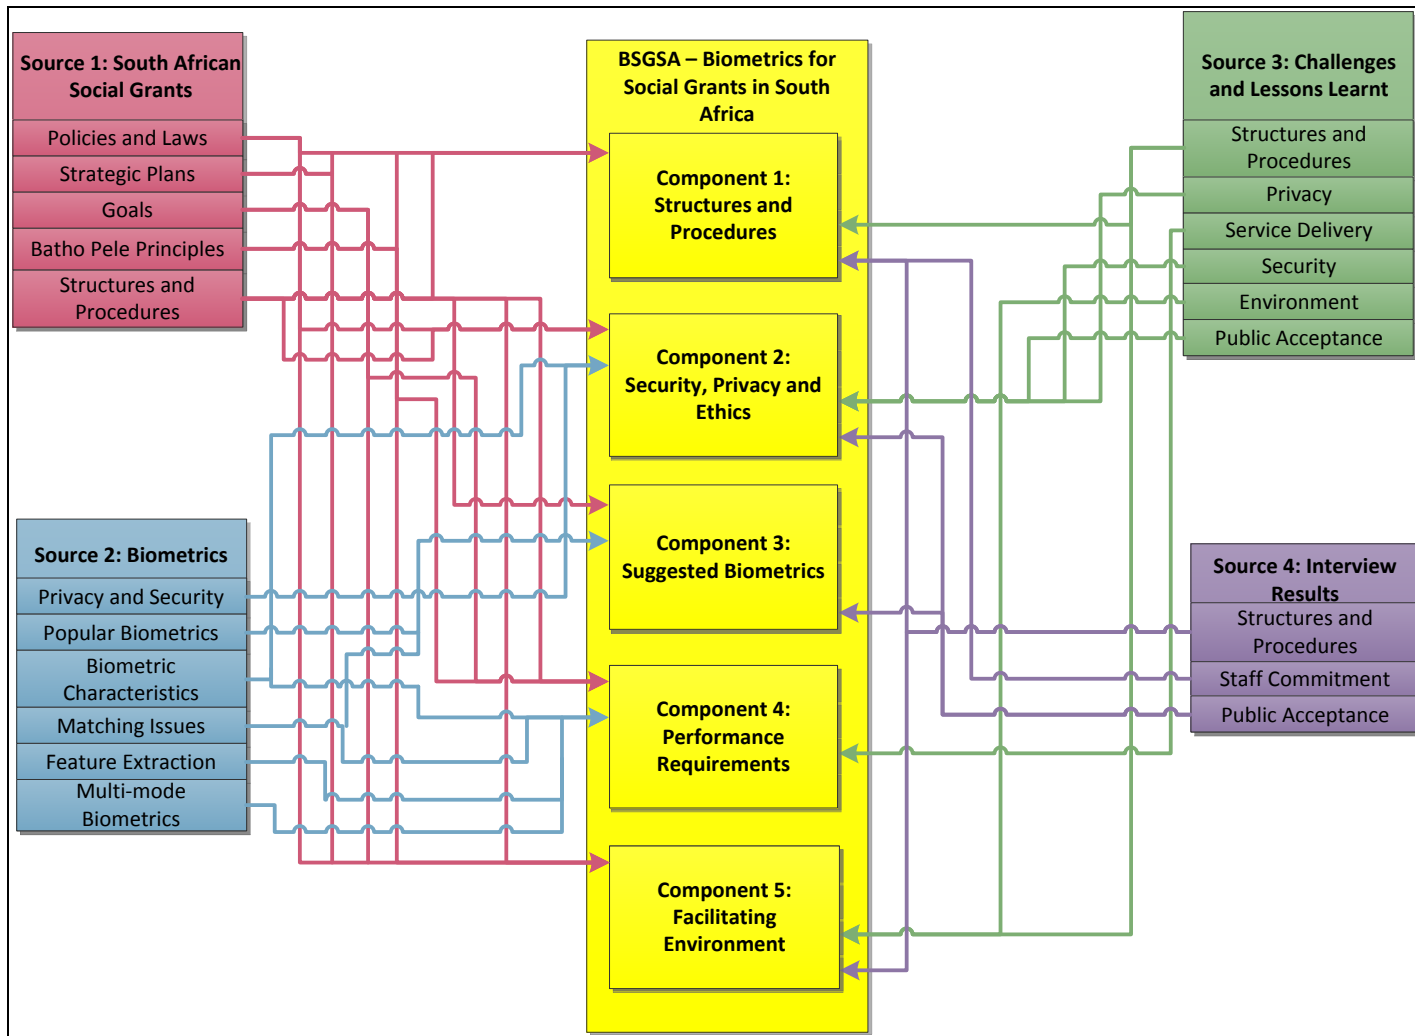 Source 1: South African
Social Grants
Policies and Laws
Strategic Plans
Goals
Batho Pele Principles
Structures and
Procedures
Source 2: Biometrics
Privacy and Security
Popular Biometrics
Biometric
Characteristics
Matching Issues
Feature Extraction
Multi-mode
Biometrics
BSGSA – Biometrics for
Social Grants in South
Africa
Component 1:
Structures and
Procedures
Component 2:
Security, Privacy and
Ethics
Component 3:
Suggested Biometrics
Component 4:
Performance
Requirements
Component 5:
Facilitating
Environment
Source 3: Challenges
and Lessons Learnt
Structures and
Procedures
Privacy
Service Delivery
Security
Environment
Public Acceptance
Source 4: Interview
Results
Structures and
Procedures
Staff Commitment
Public Acceptance